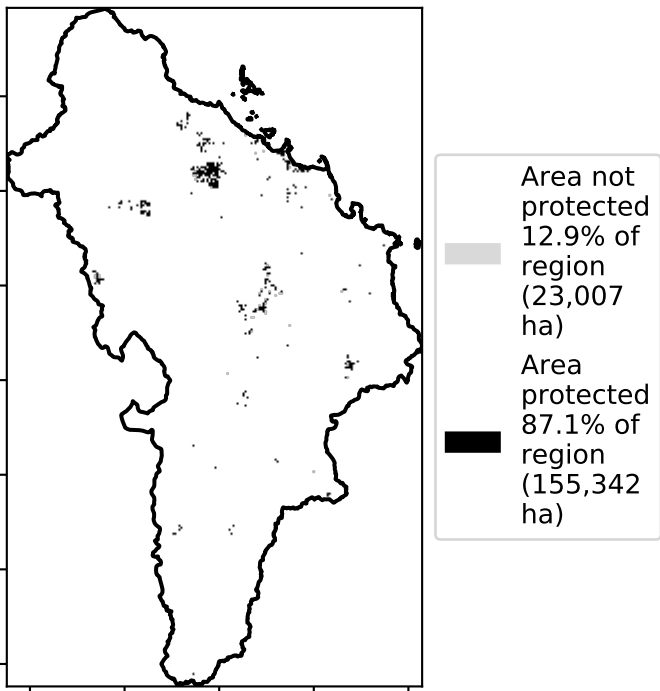 Area not
protected
12.9% of
region
(23,007
ha)
Area
protected
87.1% of
region
(155,342
ha)